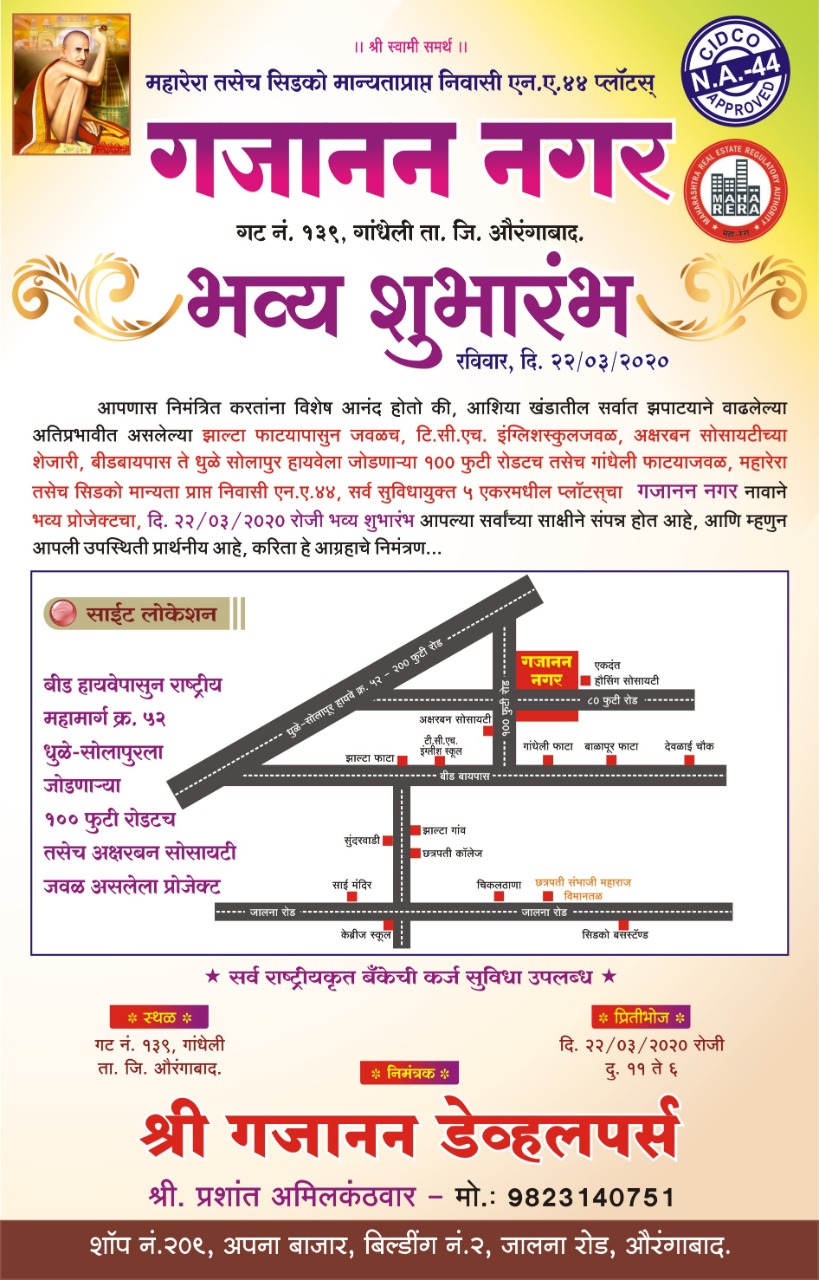 ॥ श्री स्वामी समर्थ ॥
महारेरा तसेच सिडको मान्यताप्राप्त निवासी एन.ए.४४ प्लॉटस्
CIDCO
N.A.-44
APPROVED
गजानन नगर
MAHARASHTRA REAL ESTATE REGULATORY AUTHORITY
MAHA
RERA
महा-रेरा
गट नं. १३९, गांधेली ता. जि. औरंगाबाद.
भव्य शुभारंभ
रविवार, दि. २२/०३/२०२०
आपणास निमंत्रित करतांना विशेष आनंद होतो की, आशिया खंडातील सर्वात झपाटयाने वाढलेल्या
अतिप्रभावीत असलेल्या झाल्टा फाटयापासुन जवळच, टि.सी.एच. इंग्लिशस्कुलजवळ, अक्षरबन सोसायटीच्या
शेजारी, बीडबायपास ते धुळे सोलापुर हायवेला जोडणाऱ्या १०० फुटी रोडटच तसेच गांधेली फाटयाजवळ, महारेरा
तसेच सिडको मान्यता प्राप्त निवासी एन.ए.४४, सर्व सुविधायुक्त ५ एकरमधील प्लॉटस्‌चा गजानन नगर नावाने
भव्य प्रोजेक्टचा, दि. २२/०३/२०२० रोजी भव्य शुभारंभ आपल्या सर्वांच्या साक्षीने संपन्न होत आहे, आणि म्हणुन
आपली उपस्थिती प्रार्थनीय आहे, करिता हे आग्रहाचे निमंत्रण...
साईट लोकेशन
बीड हायवेपासुन राष्ट्रीय
महामार्ग क्र. ५२
धुळे-सोलापुरला
जोडणाऱ्या
१०० फुटी रोडटच
तसेच अक्षरबन सोसायटी
जवळ असलेला प्रोजेक्ट
धुळे-सोलापूर हायवे क्र. ५२ - २०० फुटी रोड
१०० फुटी रोड
गजानन
नगर
एकदंत
हौसिंग सोसायटी
८० फुटी रोड
अक्षरबन सोसायटी
टी.सी.एच.
इंग्लीश स्कूल
झाल्टा फाटा
गांधेली फाटा
बाळापूर फाटा
देवळाई चौक
बीड बायपास
झाल्टा गांव
सुंदरवाडी
छत्रपती कॉलेज
साई मंदिर
चिकलठाणा
छत्रपती संभाजी महाराज
विमानतळ
जालना रोड
जालना रोड
केब्रीज स्कूल
सिडको बसस्टॅण्ड
★ सर्व राष्ट्रीयकृत बँकेची कर्ज सुविधा उपलब्ध ★
स्थळ
गट नं. १३९, गांधेली
ता. जि. औरंगाबाद.
प्रितीभोज
दि. २२/०३/२०२० रोजी
दु. ११ ते ६
निमंत्रक
श्री गजानन डेव्हलपर्स
श्री. प्रशांत अमिलकंठवार – मो.: 9823140751
शॉप नं.२०९, अपना बाजार, बिल्डींग नं.२, जालना रोड, औरंगाबाद.